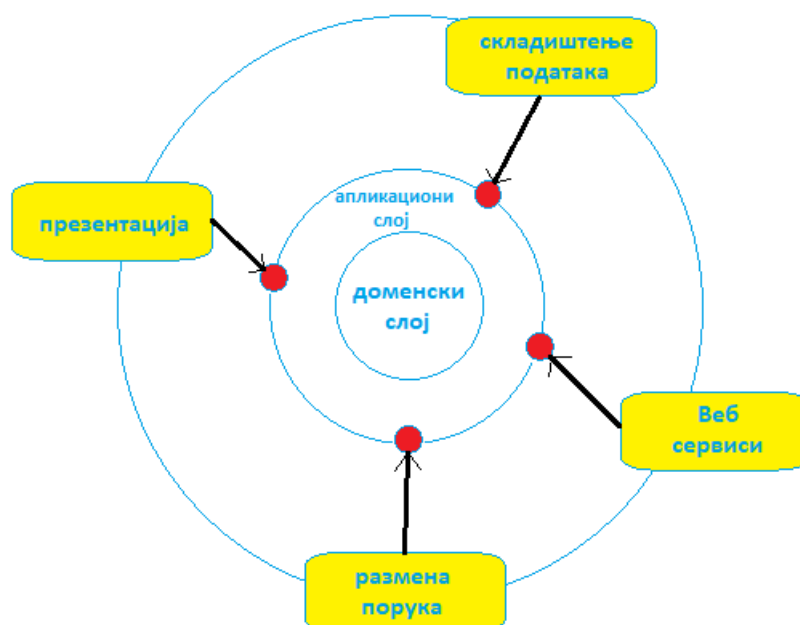 складиштење
података
апликациони
слој
презентација
доменски
слој
Веб
сервиси
размена
порука